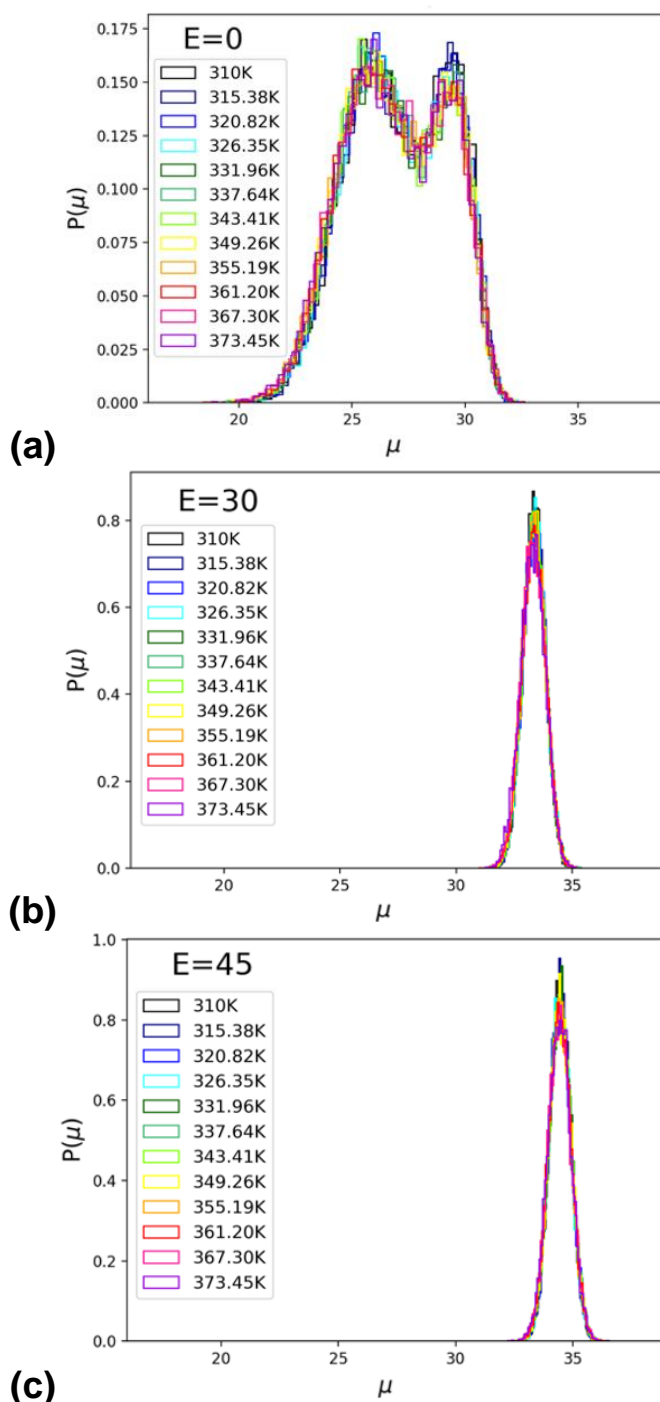 E=0
0.175
0.150
0.125
0.100
0.075
0.050
0.025
0.000
P(μ)
310K
315.38K
320.82K
326.35K
331.96K
337.64K
343.41K
349.26K
355.19K
361.20K
367.30K
373.45K
20 25 30 35
μ
(a)
E=30
0.8
0.6
0.4
0.2
0.0
P(μ)
310K
315.38K
320.82K
326.35K
331.96K
337.64K
343.41K
349.26K
355.19K
361.20K
367.30K
373.45K
20 25 30 35
μ
(b)
E=45
1.0
0.8
0.6
0.4
0.2
0.0
P(μ)
310K
315.38K
320.82K
326.35K
331.96K
337.64K
343.41K
349.26K
355.19K
361.20K
367.30K
373.45K
20 25 30 35
μ
(c)